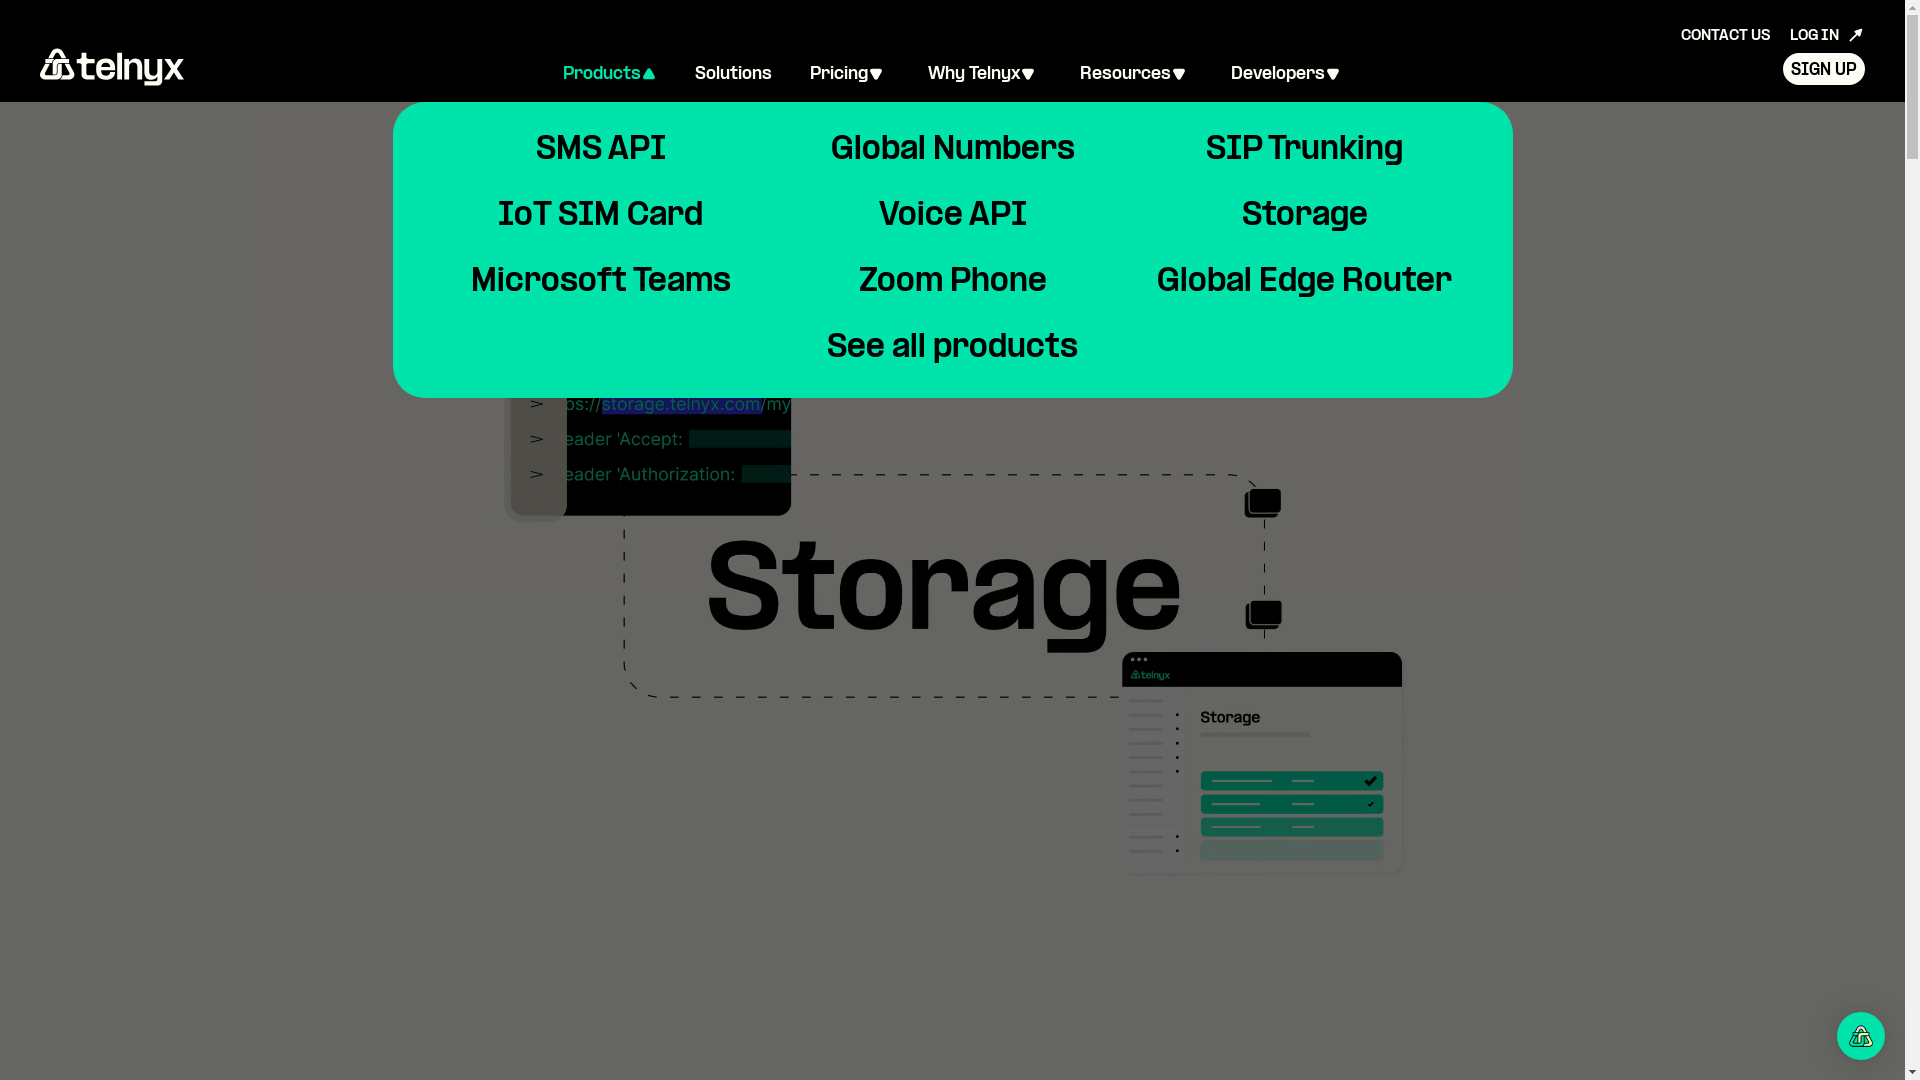 CONTACT US LOG IN
telnyx Products Solutions Pricing Why Telnyx Resources Developers SIGN UP
SMS API Global Numbers SIP Trunking
IoT SIM Card Voice API Storage
Microsoft Teams Zoom Phone Global Edge Router
See all products
> ps://storage.telnyx.com/my
> eader 'Accept:
> eader 'Authorization:
Storage
telnyx
Storage